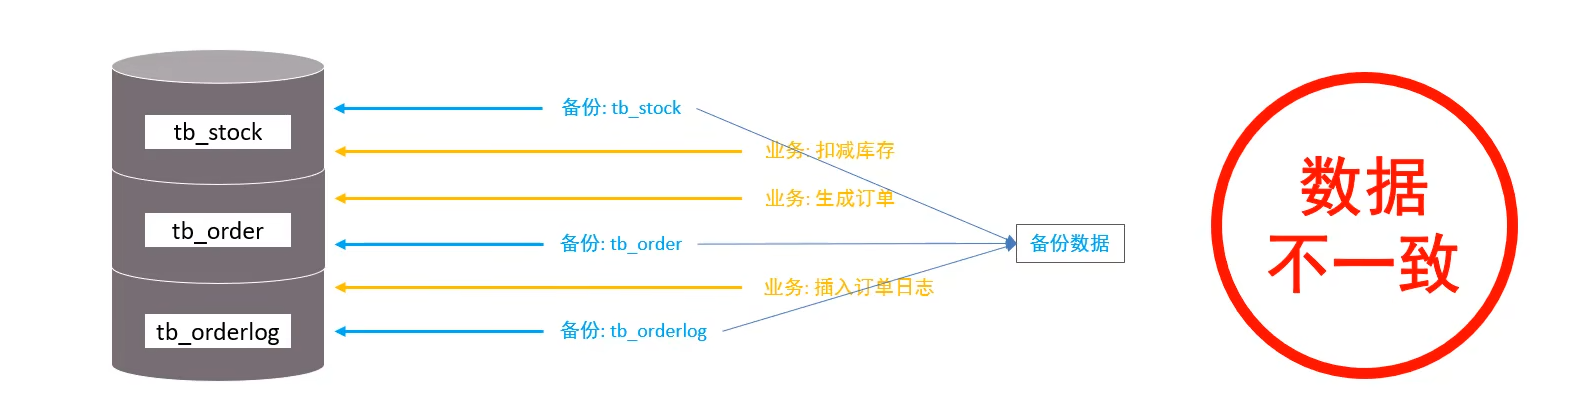 tb_stock
tb_order
tb_orderlog
备份: tb_stock
业务: 扣减库存
业务: 生成订单
备份: tb_order
业务: 插入订单日志
备份: tb_orderlog
备份数据
数据
不一致